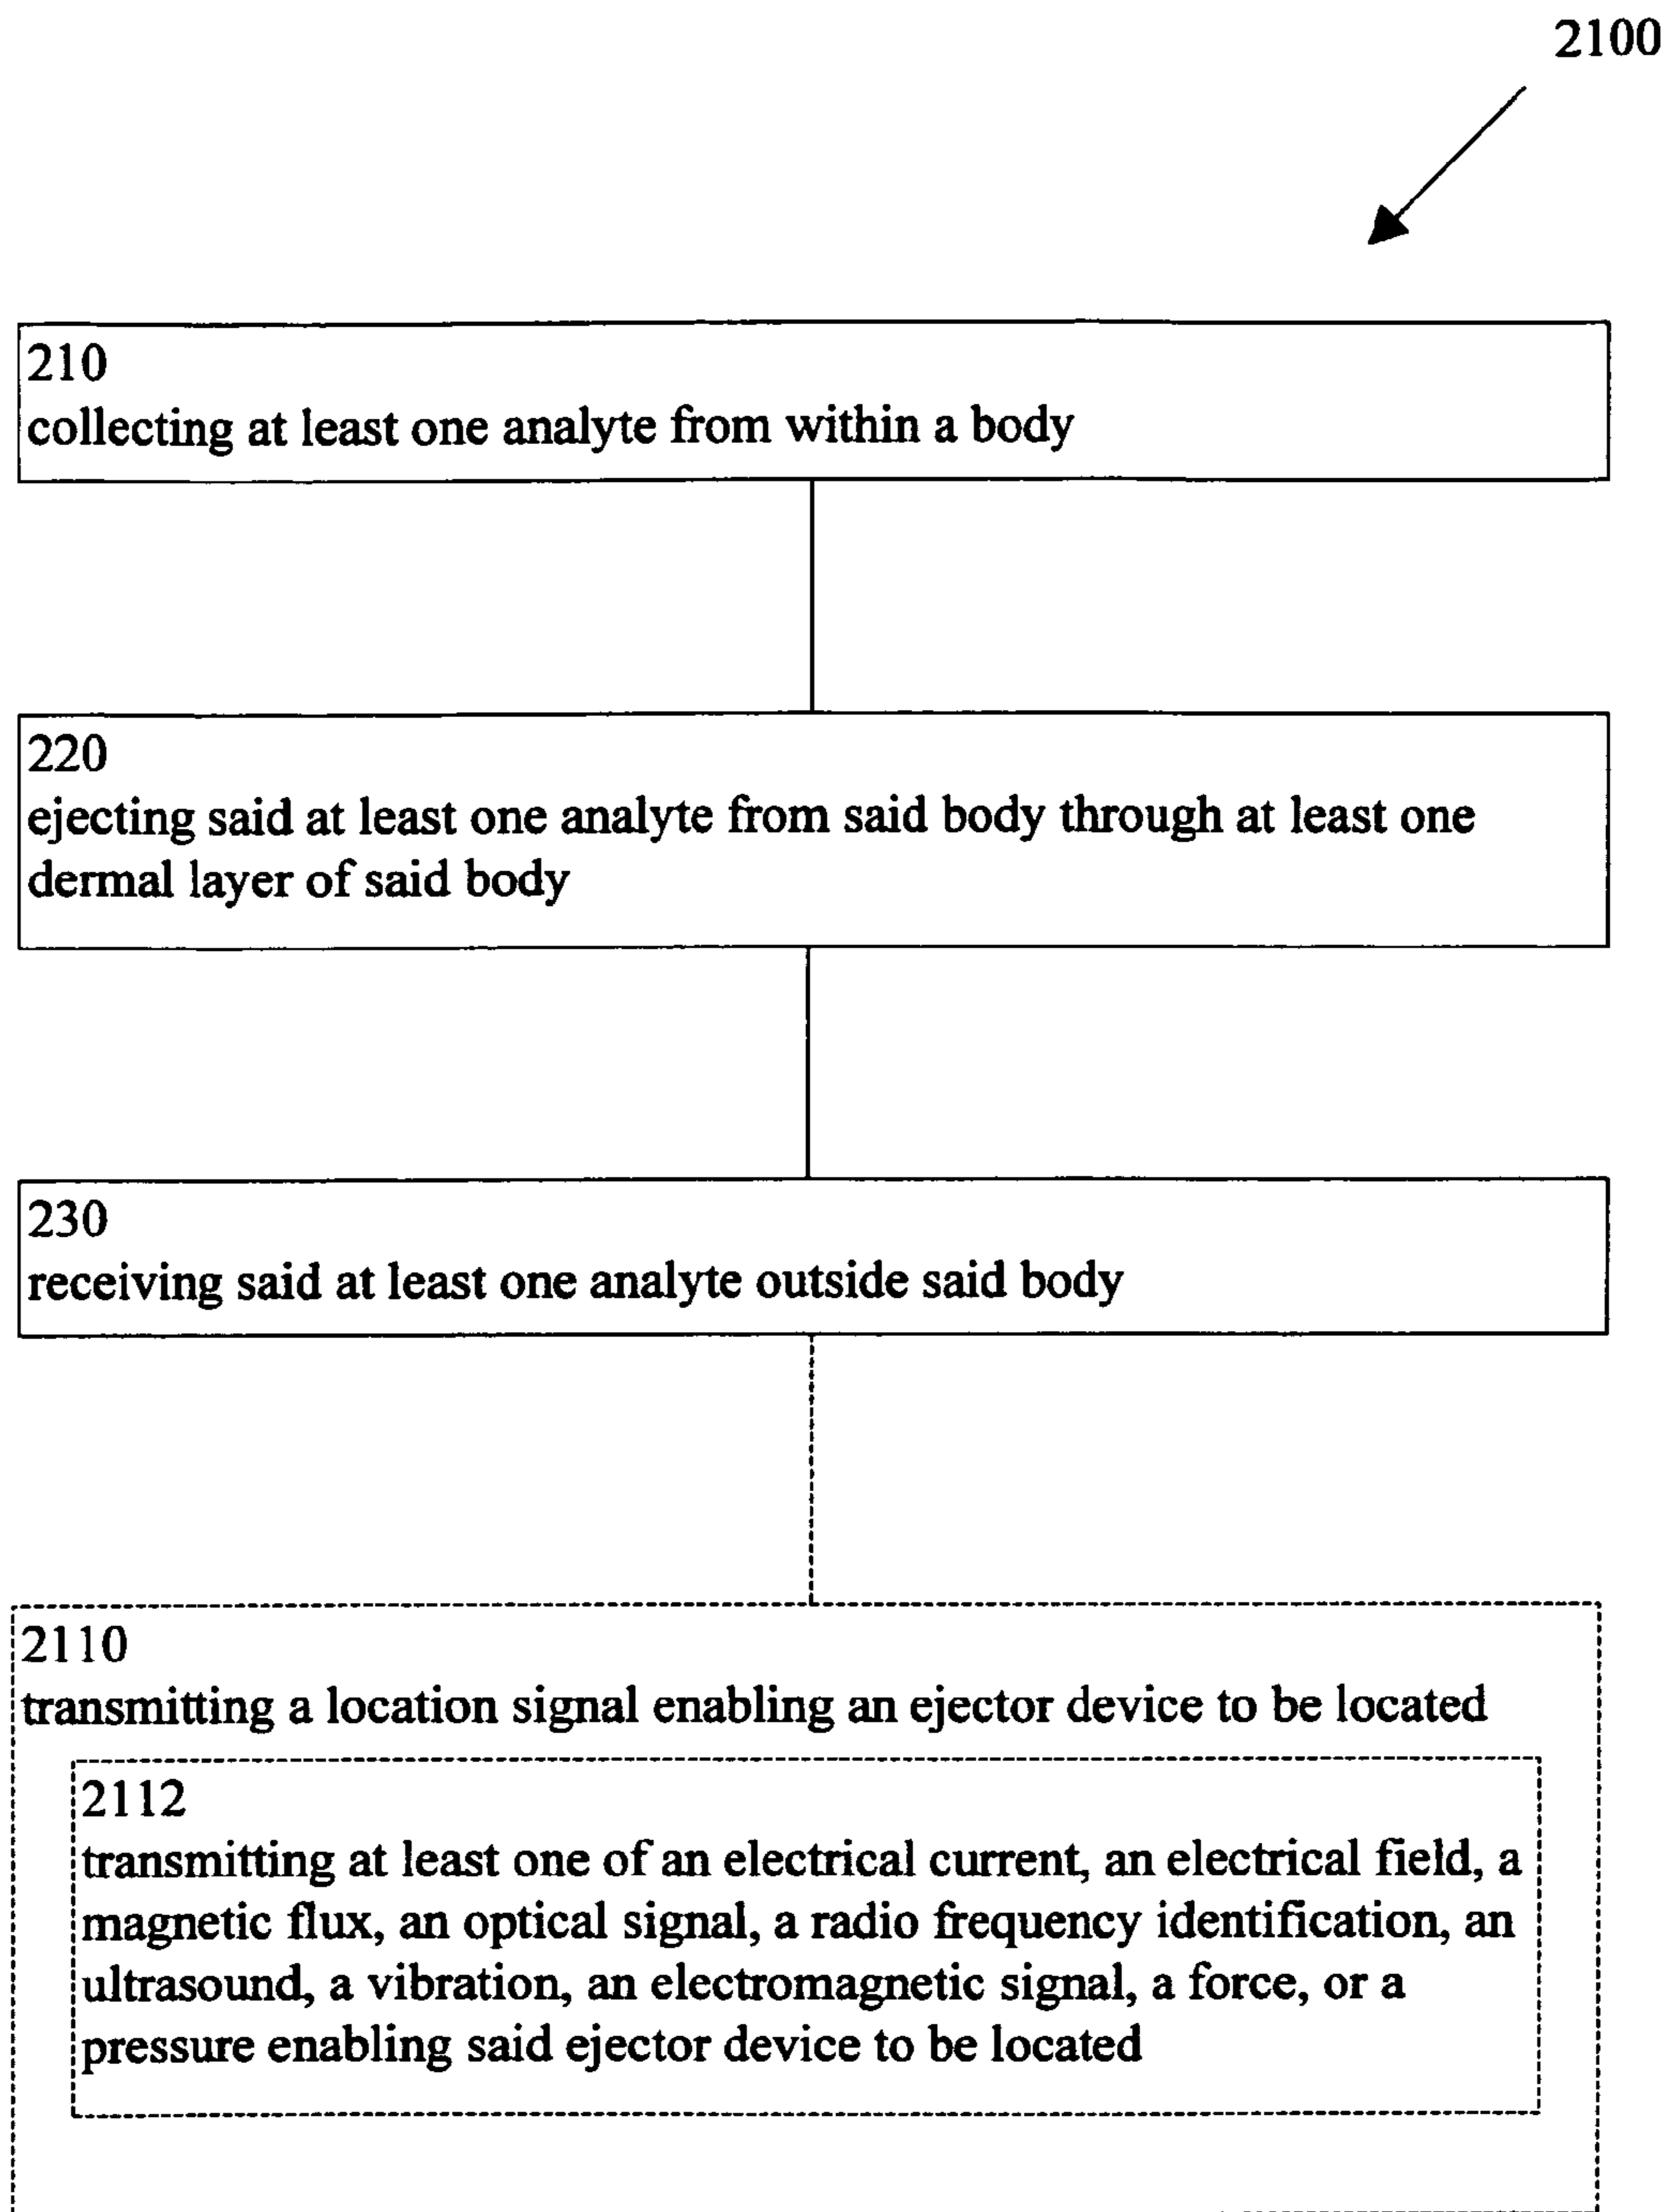 2100
210
collecting at least one analyte from within a body
220
ejecting said at least one analyte from said body through at least one
dermal layer of said body
230
receiving said at least one analyte outside said body
2110
transmitting a location signal enabling an ejector device to be located
2112
transmitting at least one of an electrical current, an electrical field, a
magnetic flux, an optical signal, a radio frequency identification, an
ultrasound, a vibration, an electromagnetic signal, a force, or a
pressure enabling said ejector device to be located